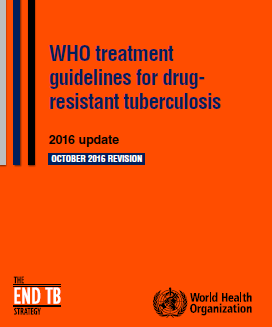 WHO treatment
guidelines for drug-
resistant tuberculosis
2016 update
OCTOBER 2016 REVISION
THE
END TB
STRATEGY
World Health
Organization